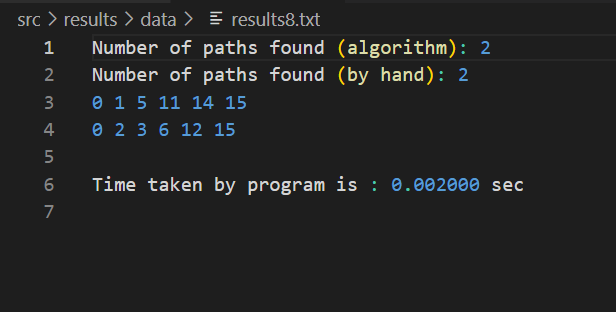 src > results > data > results8.txt
1 Number of paths found (algorithm): 2
2 Number of paths found (by hand): 2
3 0 1 5 11 14 15
4 0 2 3 6 12 15
5
6 Time taken by program is : 0.002000 sec
7